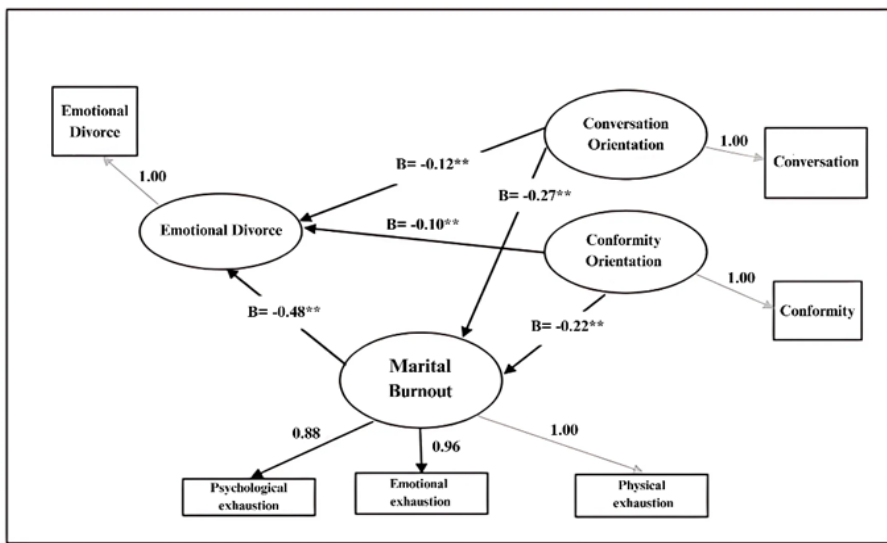 Emotional
Divorce
1.00
Emotional Divorce
B= -0.12**
B= -0.10**
B= -0.48**
Conversation
Orientation
1.00
Conversation
B= -0.27**
Conformity
Orientation
1.00
Conformity
B= -0.22**
Marital
Burnout
0.88
0.96
1.00
Psychological
exhaustion
Emotional
exhaustion
Physical
exhaustion